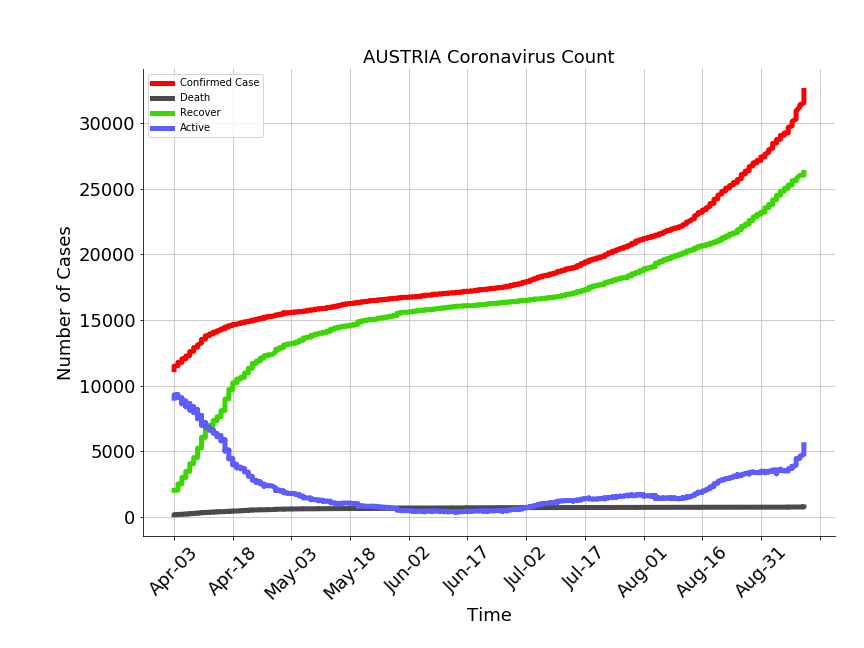 AUSTRIA Coronavirus Count
Confirmed Case
Death
Recover
Active
Number of Cases
30000
25000
20000
15000
10000
5000
0
Apr-03
Apr-18
May-03
May-18
Jun-02
Jun-17
Jul-02
Jul-17
Aug-01
Aug-16
Aug-31
Time